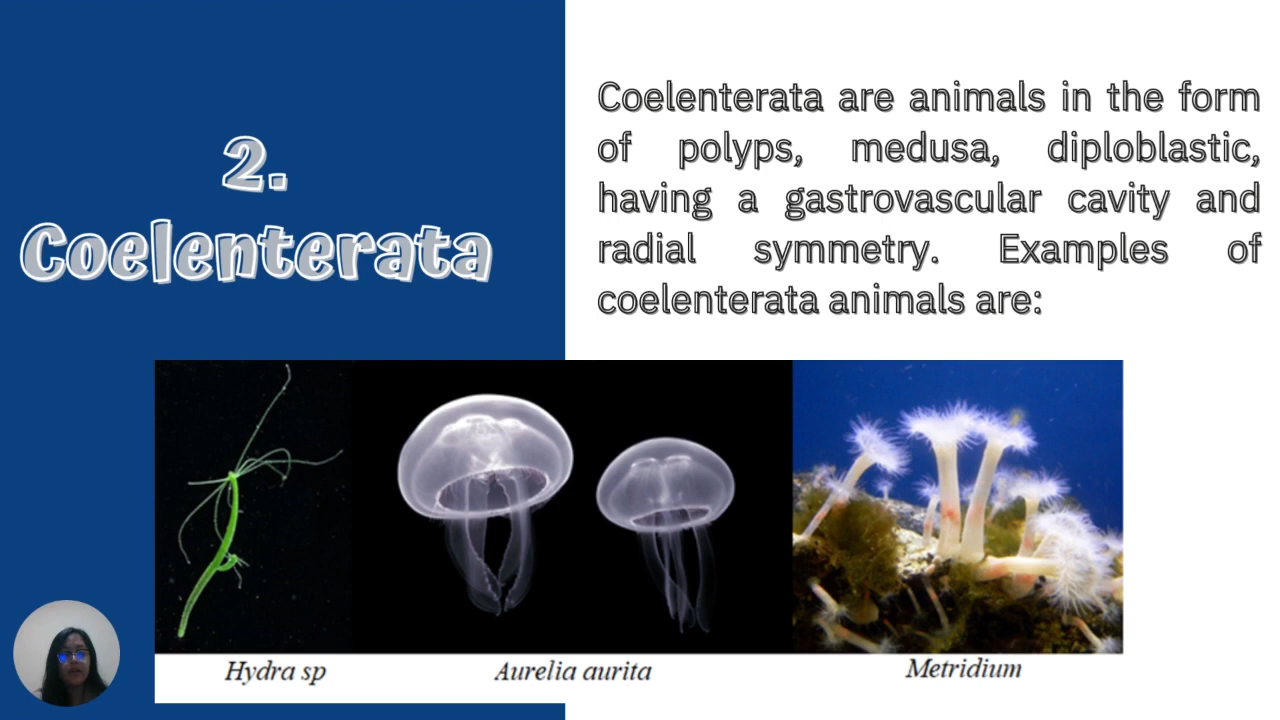 2.
Coelenterata
Coelenterata are animals in the form
of polyps, medusa, diploblastic,
having a gastrovascular cavity and
radial symmetry. Examples of
coelenterata animals are:
Hydra sp
Aurelia aurita
Metridium